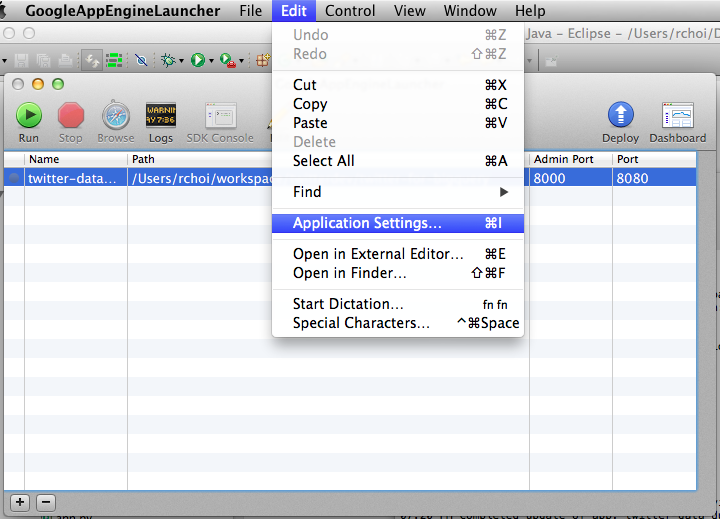 GoogleAppEngineLauncher File Edit Control View Window Help
Java – Eclipse – /Users/rchoi/D
Undo ⌘Z
Redo ⇧⌘Z
Cut ⌘X
Copy ⌘C
Paste ⌘V
Delete
Select All ⌘A
Find
Application Settings... ⌘I
Open in External Editor... ⌘E
Open in Finder... ⇧⌘F
Start Dictation... fn fn
Special Characters... ^⌘Space
WARNIN
AY 7:36
Run Stop Browse Logs SDK Console Deploy Dashboard
Name Path Admin Port Port
twitter-data... /Users/rchoi/workspac 8000 8080